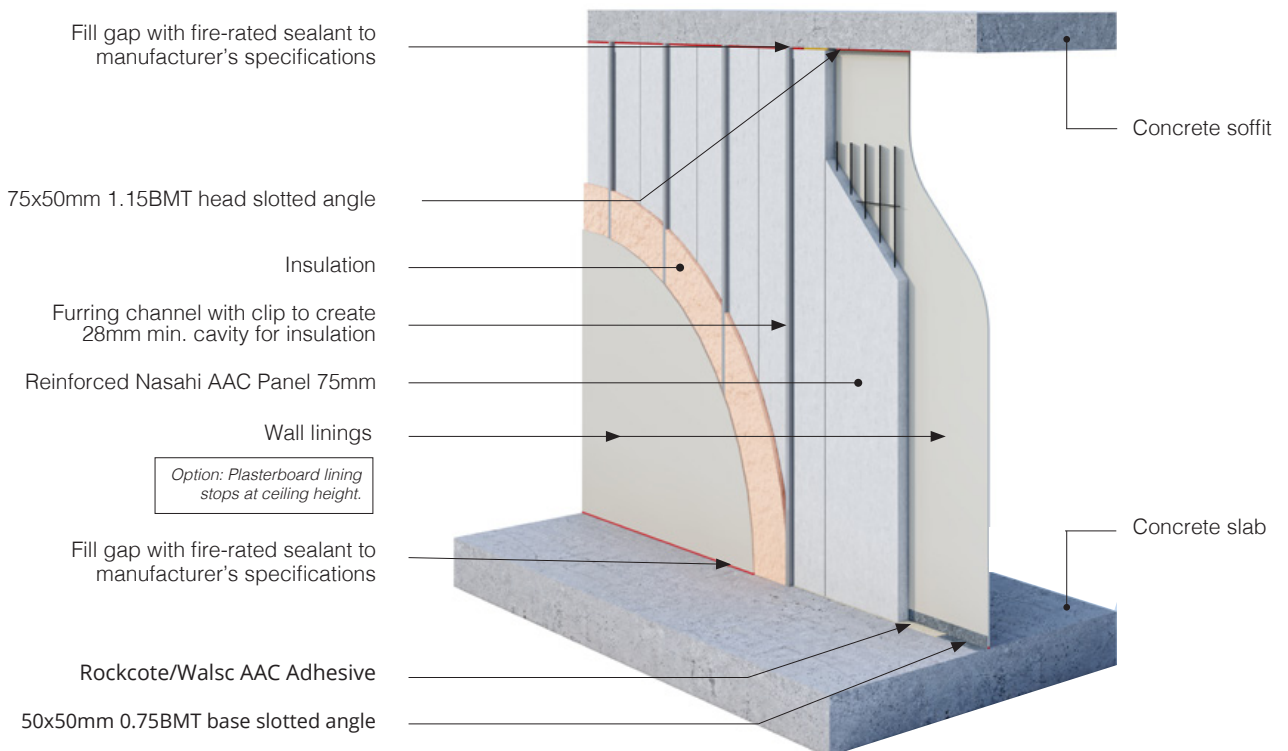 Fill gap with fire-rated sealant to
manufacturer's specifications
Concrete soffit
75x50mm 1.15BMT head slotted angle
Insulation
Furring channel with clip to create
28mm min. cavity for insulation
Reinforced Nasahi AAC Panel 75mm
Wall linings
Option: Plasterboard lining
stops at ceiling height.
Concrete slab
Fill gap with fire-rated sealant to
manufacturer's specifications
Rockcote/Walsc AAC Adhesive
50x50mm 0.75BMT base slotted angle